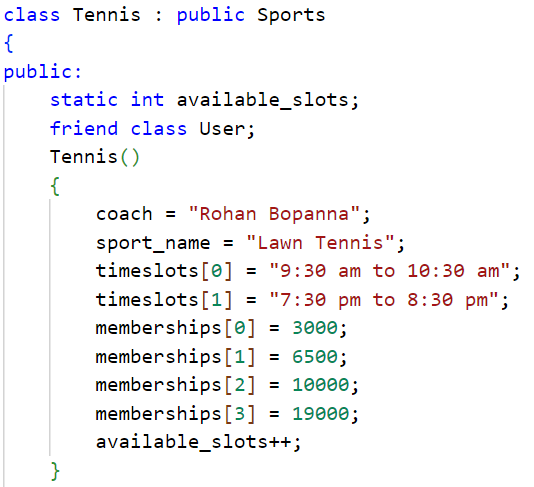 class Tennis : public Sports
{
public:
    static int available_slots;
    friend class User;
    Tennis()
    {
        coach = "Rohan Bopanna";
        sport_name = "Lawn Tennis";
        timeslots[0] = "9:30 am to 10:30 am";
        timeslots[1] = "7:30 pm to 8:30 pm";
        memberships[0] = 3000;
        memberships[1] = 6500;
        memberships[2] = 10000;
        memberships[3] = 19000;
        available_slots++;
    }